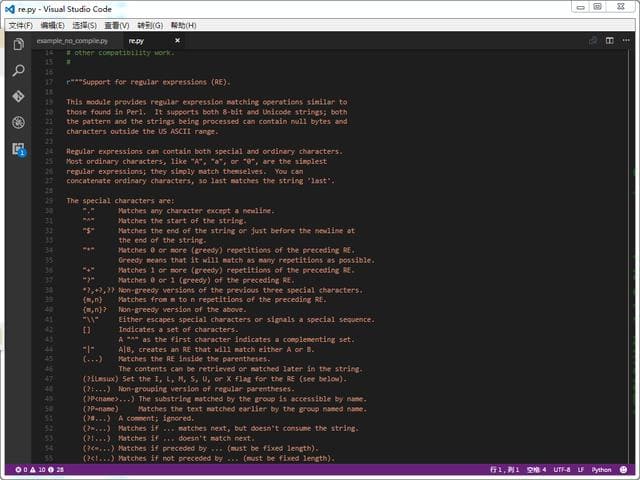 re.py - Visual Studio Code
文件(F) 编辑(E) 选择(S) 查看(V) 转到(G) 帮助(H)
example_no_compile.py re.py
14 # other compatibility work.
15 #
16
17 r"""Support for regular expressions (RE).
18
19 This module provides regular expression matching operations similar to
20 those found in Perl.  It supports both 8-bit and Unicode strings; both
21 the pattern and the strings being processed can contain null bytes and
22 characters outside the US ASCII range.
23
24 Regular expressions can contain both special and ordinary characters.
25 Most ordinary characters, like "A", "a", or "0", are the simplest
26 regular expressions; they simply match themselves.  You can
27 concatenate ordinary characters, so last matches the string 'last'.
28
29 The special characters are:
30 "."      Matches any character except a newline.
31 "^"      Matches the start of the string.
32 "$"      Matches the end of the string or just before the newline at
33 the end of the string.
34 "*"      Matches 0 or more (greedy) repetitions of the preceding RE.
35 Greedy means that it will match as many repetitions as possible.
36 "+"      Matches 1 or more (greedy) repetitions of the preceding RE.
37 "?"      Matches 0 or 1 (greedy) of the preceding RE.
38 *?,+?,?? Non-greedy versions of the previous three special characters.
39 {m,n}    Matches from m to n repetitions of the preceding RE.
40 {m,n}?   Non-greedy version of the above.
41 "\\"     Either escapes special characters or signals a special sequence.
42 []       Indicates a set of characters.
43 A "^" as the first character indicates a complementing set.
44 "|"      A|B, creates an RE that will match either A or B.
45 (...)    Matches the RE inside the parentheses.
46 The contents can be retrieved or matched later in the string.
47 (?iLmsux) Set the I, L, M, S, U, or X flag for the RE (see below).
48 (?:...)  Non-grouping version of regular parentheses.
49 (?P<name>...) The substring matched by the group is accessible by name.
50 (?P=name)     Matches the text matched earlier by the group named name.
51 (?#...)  A comment; ignored.
52 (?=...)  Matches if ... matches next, but doesn't consume the string.
53 (?!...)  Matches if ... doesn't match next.
54 (?<=...) Matches if preceded by ... (must be fixed length).
55 (?<!...) Matches if not preceded by ... (must be fixed length).
1
0 10 28 行 1，列 1 空格: 4 UTF-8 LF Python